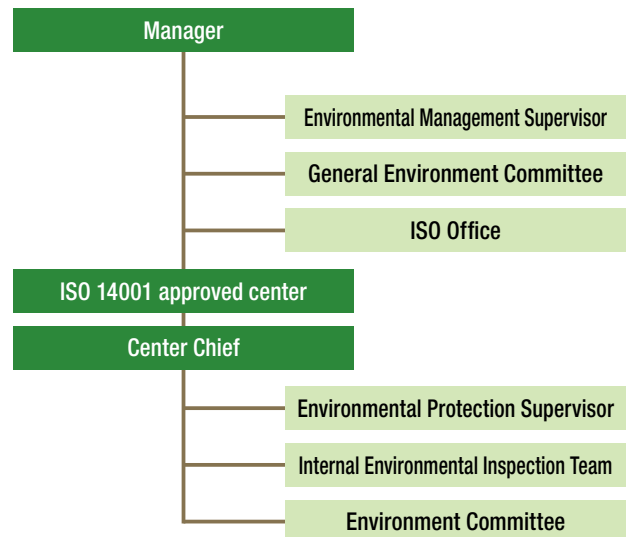 Manager
Environmental Management Supervisor
General Environment Committee
ISO Office
ISO 14001 approved center
Center Chief
Environmental Protection Supervisor
Internal Environmental Inspection Team
Environment Committee